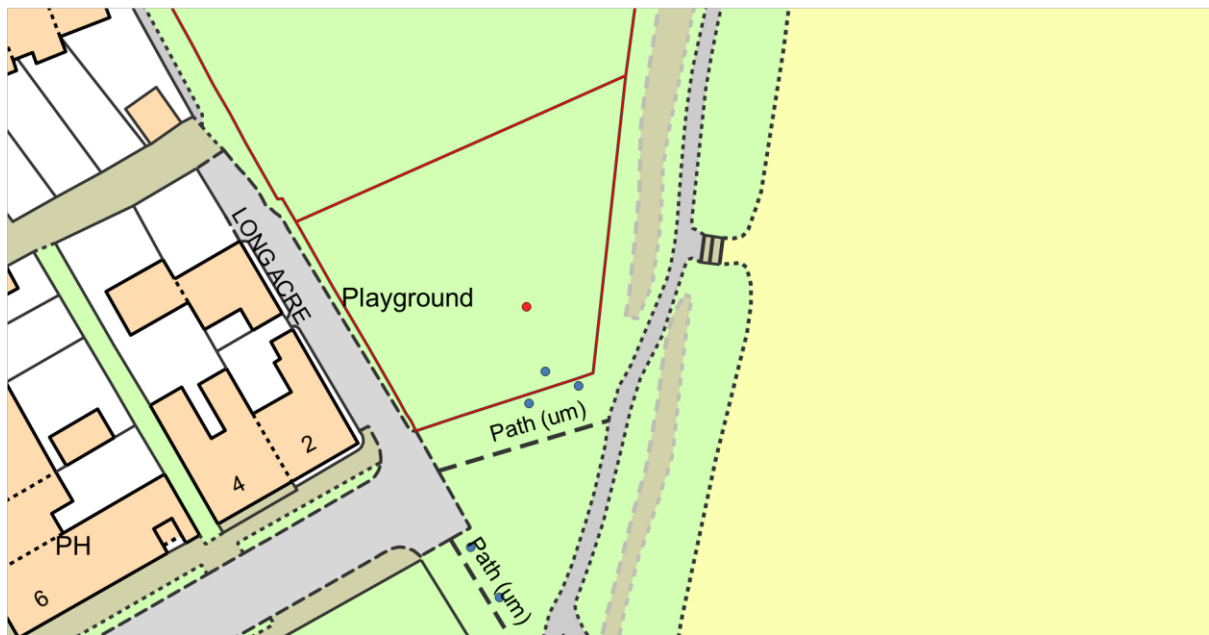 LONG ACRE
Playground
Path (um)
2
4
PH
6
Path (um)